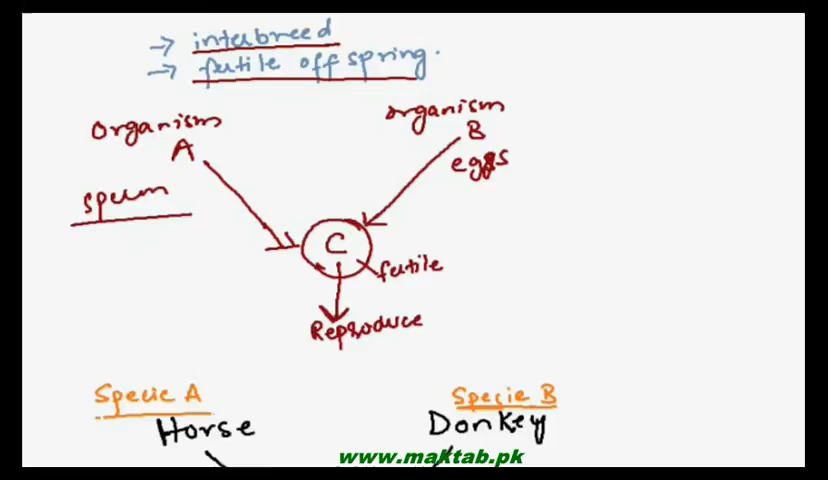 → interbreed
→ fertile offspring.
Organism
A
organism
B
sperm
eggs
C
fertile
Reproduce
Specie A
Specie B
Horse
Donkey
www.maktab.pk